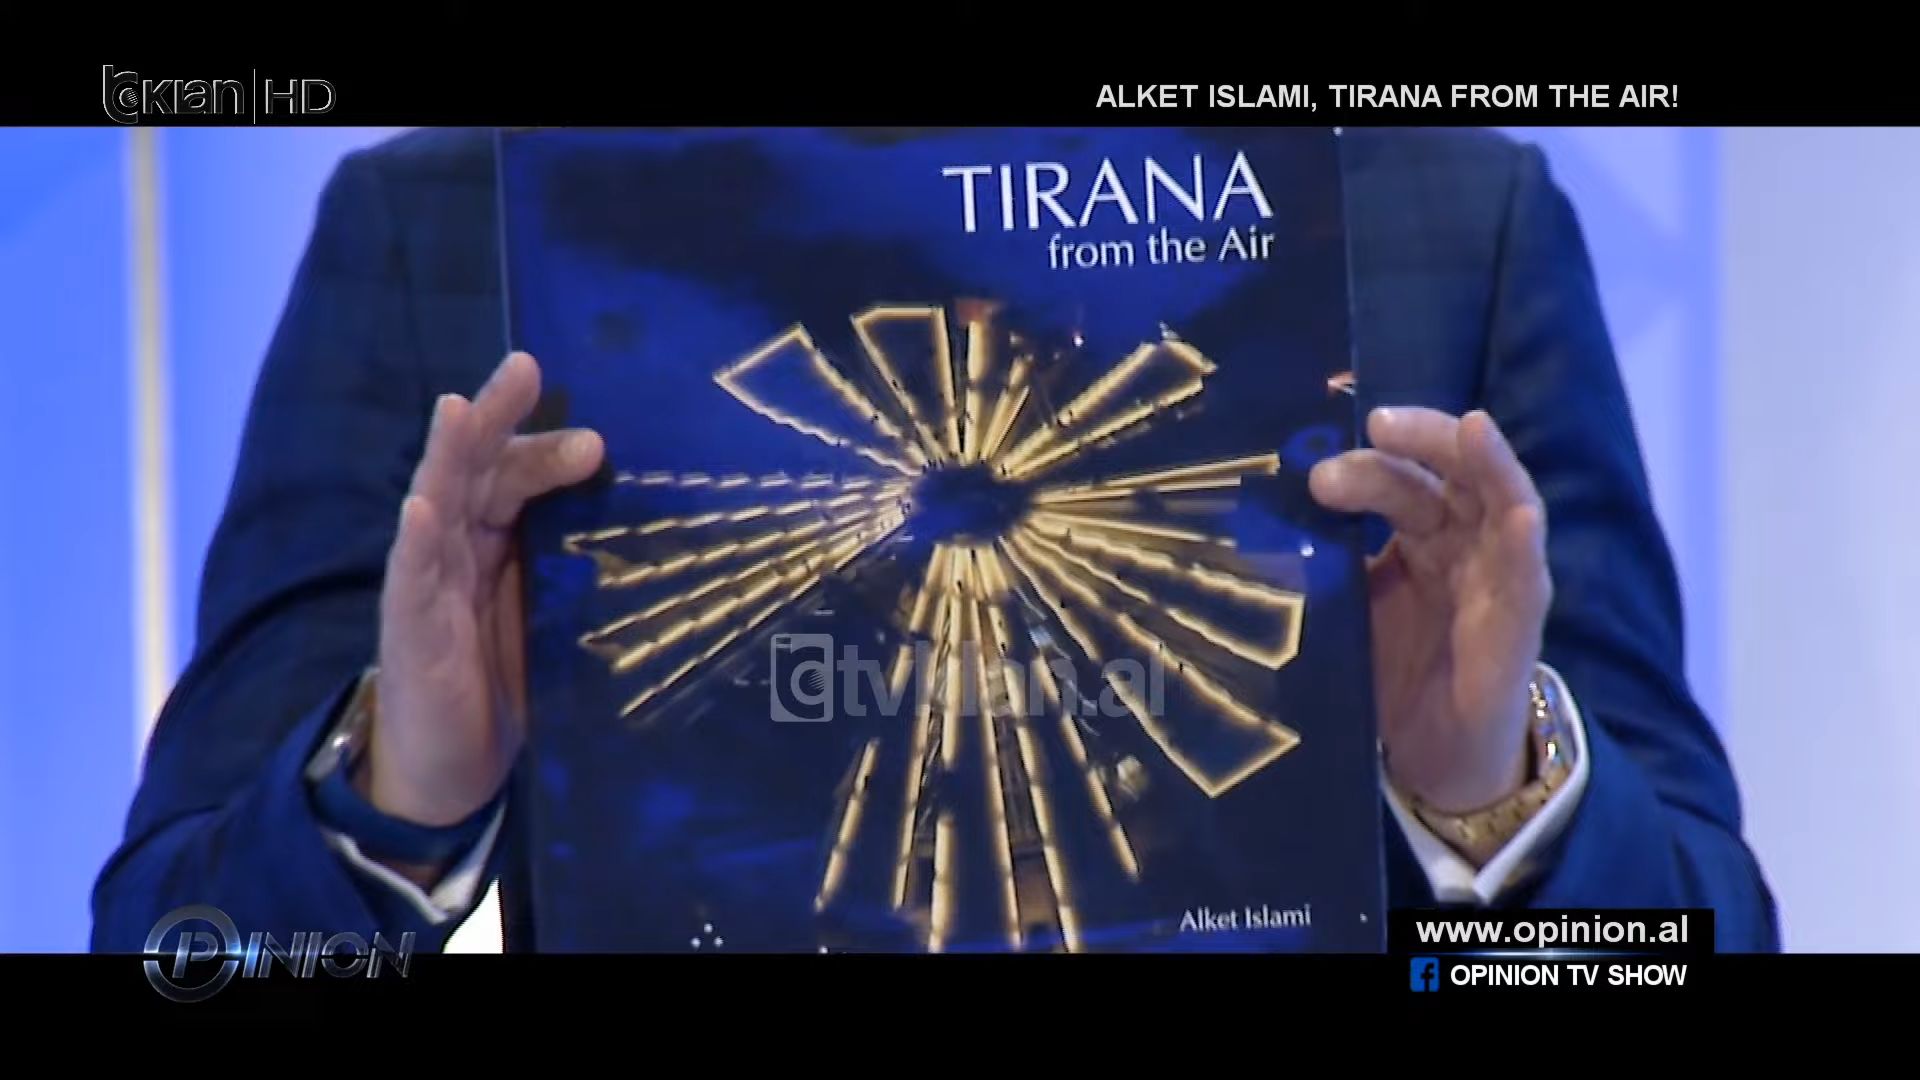 klan HD
ALKET ISLAMI, TIRANA FROM THE AIR!
TIRANA
from the Air
tvklan.al
Alket Islami
OPINION
www.opinion.al
OPINION TV SHOW